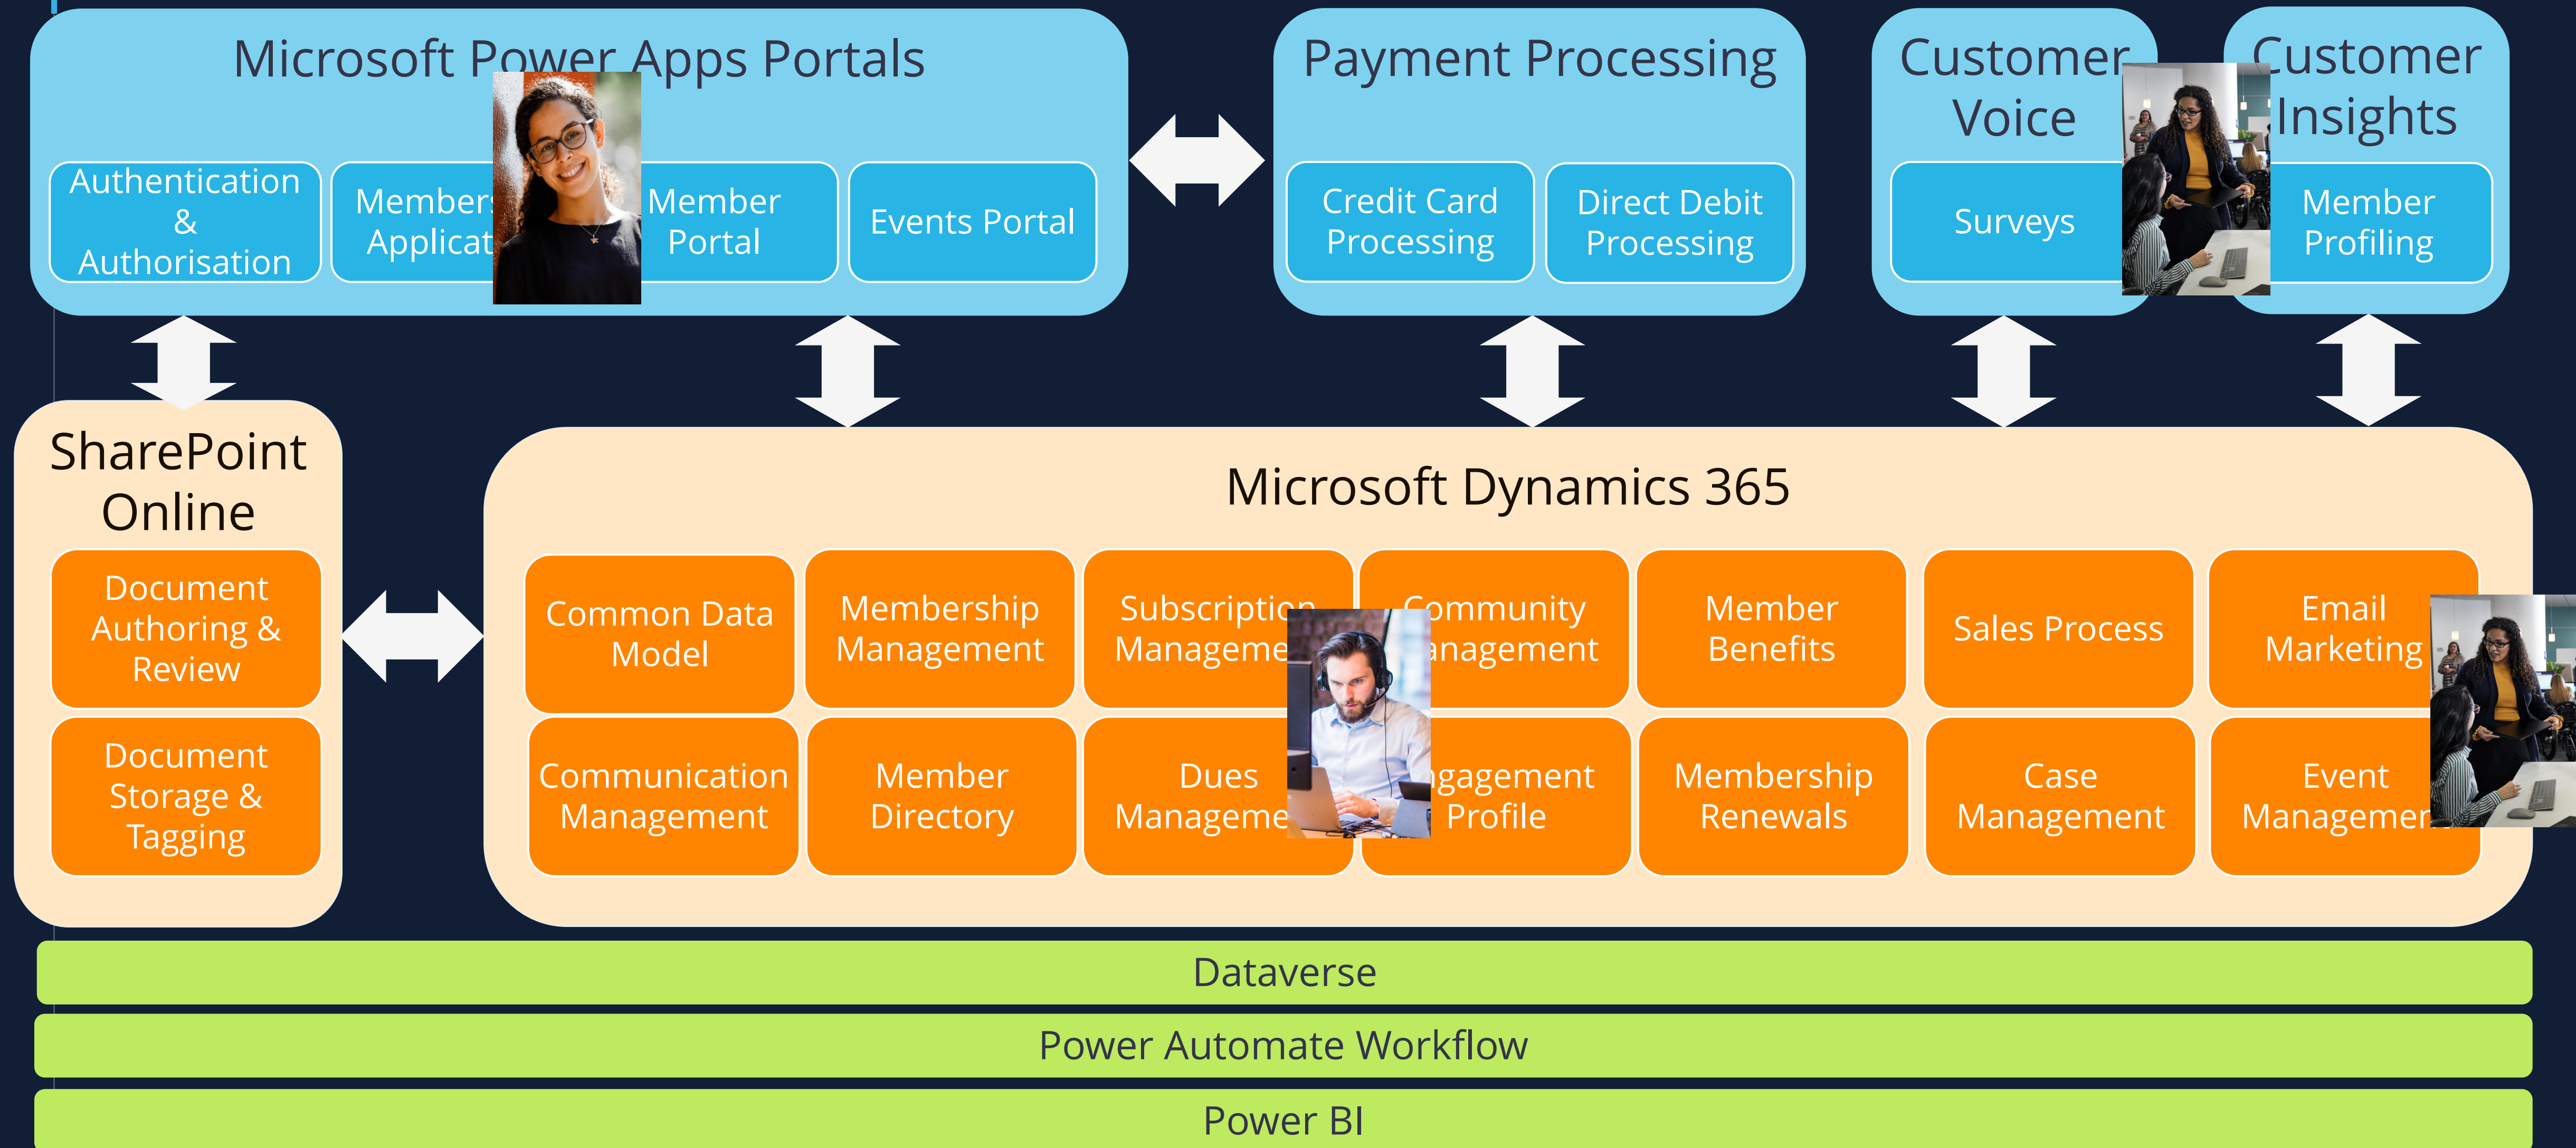 Microsoft Power Apps Portals
Authentication
&
Authorisation
Member
Portal
Events Portal
Payment Processing
Credit Card
Processing
Direct Debit
Processing
Customer
Voice
Surveys
Customer
Insights
Member
Profiling
SharePoint
Online
Document
Authoring &
Review
Document
Storage &
Tagging
Microsoft Dynamics 365
Common Data
Model
Membership
Management
Subscription
Community
Member
Benefits
Sales Process
Email
Marketing
Communication
Management
Member
Directory
Dues
Profile
Membership
Renewals
Case
Management
Event
Dataverse
Power Automate Workflow
Power BI